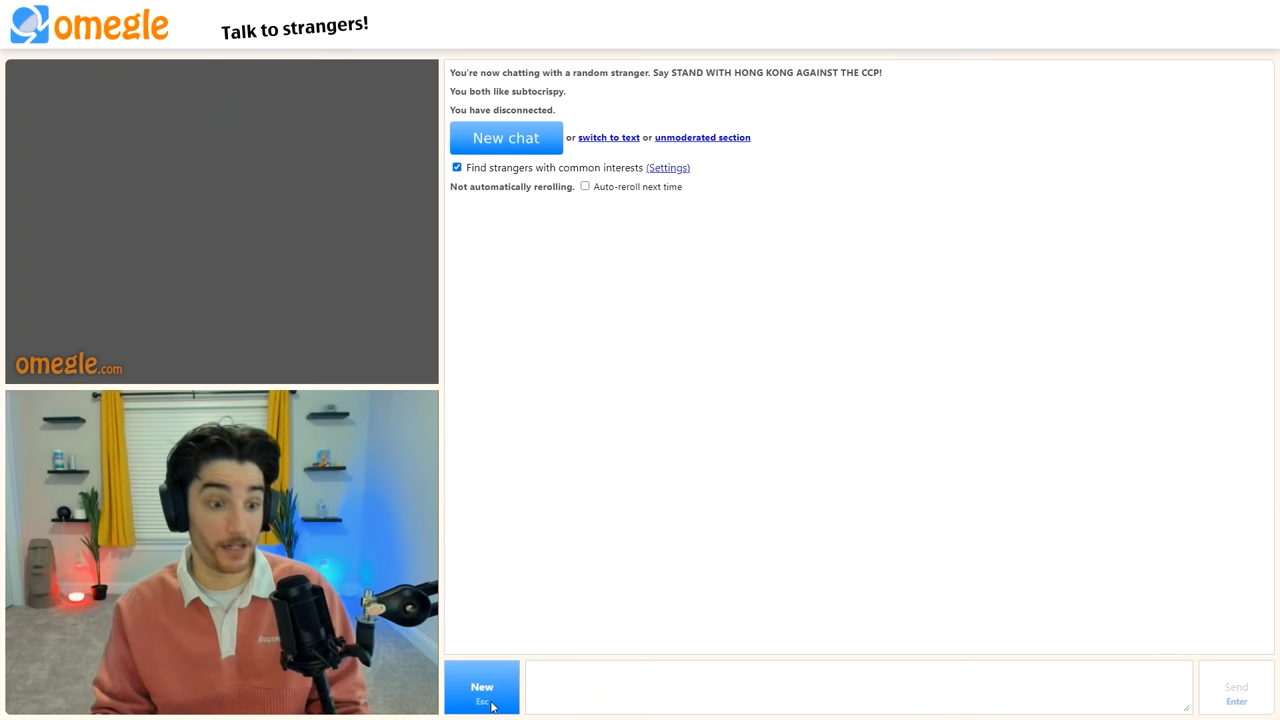 omegle
Talk to strangers!
You're now chatting with a random stranger. Say STAND WITH HONG KONG AGAINST THE CCP!
You both like subtocrispy.
You have disconnected.
New chat or switch to text or unmoderated section
Find strangers with common interests (Settings)
Not automatically rerolling. Auto-reroll next time
omegle.com
New
Esc
Send
Enter